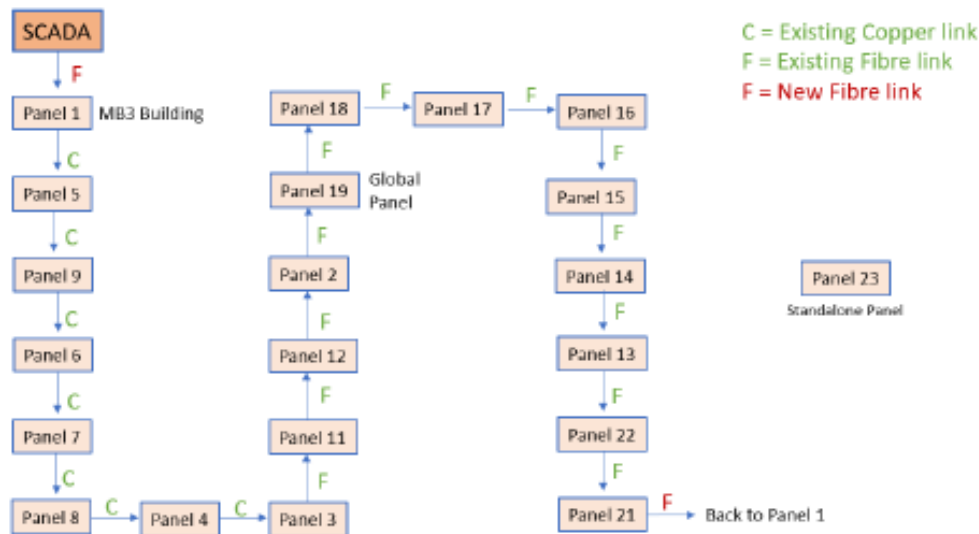 SCADA
F
Panel 1 MB3 Building
C
Panel 5
C
Panel 9
C
Panel 6
C
Panel 7
C
Panel 8
C
Panel 4
C
Panel 3
F
Panel 11
F
Panel 12
F
Panel 2
F
Panel 19
Global
Panel
F
Panel 18
F
Panel 17
F
Panel 16
F
Panel 15
F
Panel 14
F
Panel 13
F
Panel 22
F
Panel 21
F
Back to Panel 1
C = Existing Copper link
F = Existing Fibre link
F = New Fibre link
Panel 23
Standalone Panel